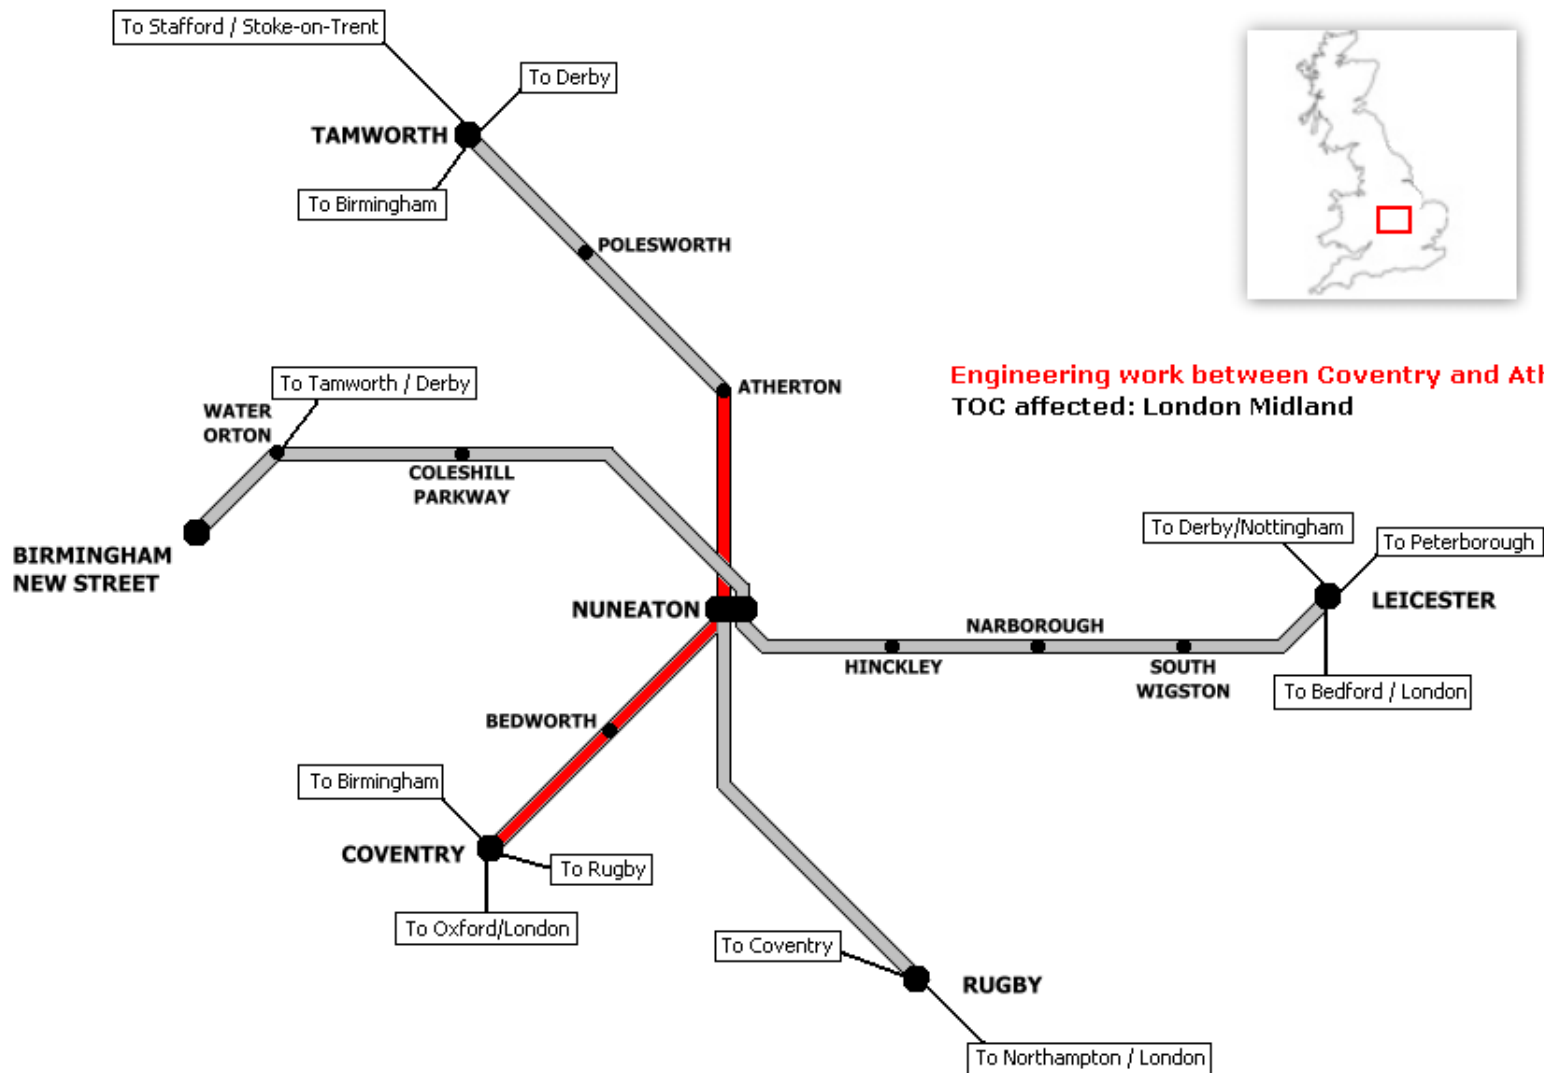 To Stafford / Stoke-on-Trent
To Derby
TAMWORTH
To Birmingham
POLESWORTH
ATHERTON
Engineering work between Coventry and
TOC affected: London Midland
To Tamworth / Derby
WATER
ORTON
COLESHILL
PARKWAY
BIRMINGHAM
NEW STREET
To Derby/Nottingham
To Peterborough
NUNEATON
LEICESTER
NARBOROUGH
HINCKLEY
SOUTH
WIGSTON
To Bedford / London
BEDWORTH
To Birmingham
COVENTRY
To Rugby
To Oxford/London
To Coventry
RUGBY
To Northampton / London